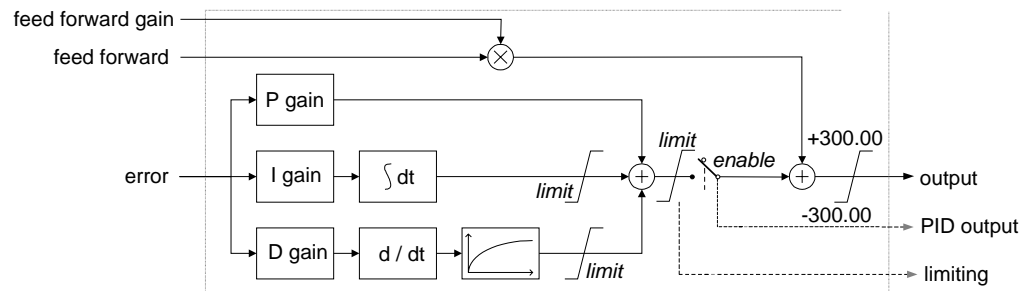 feed forward gain
feed forward
P gain
error
I gain
∫ dt
limit
limit
enable
+300.00
output
-300.00
PID output
D gain
d / dt
limit
limiting